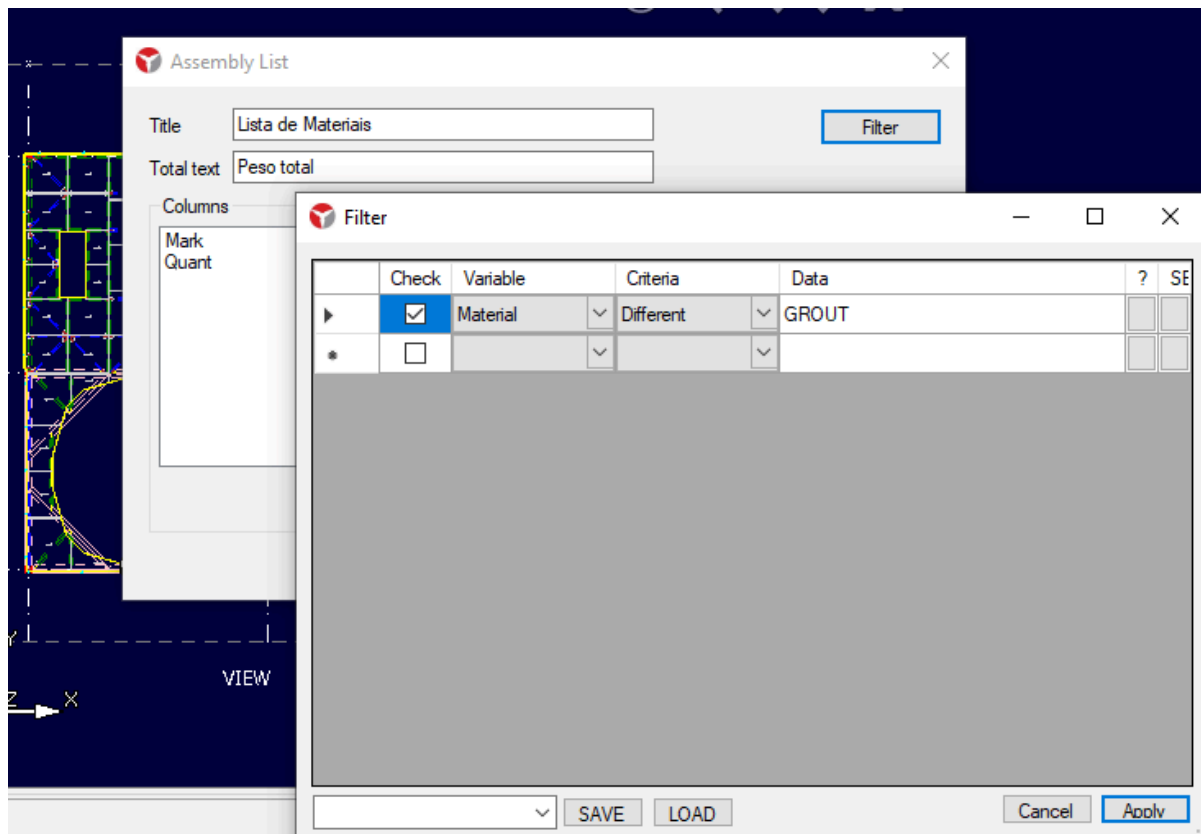 Assembly List
Title Lista de Materiais Filter
Total text Peso total
Columns
Mark
Quant
Filter
Check Variable Criteria Data ? SE
Material Different GROUT
VIEW
Y
Z X
SAVE LOAD Cancel Apply